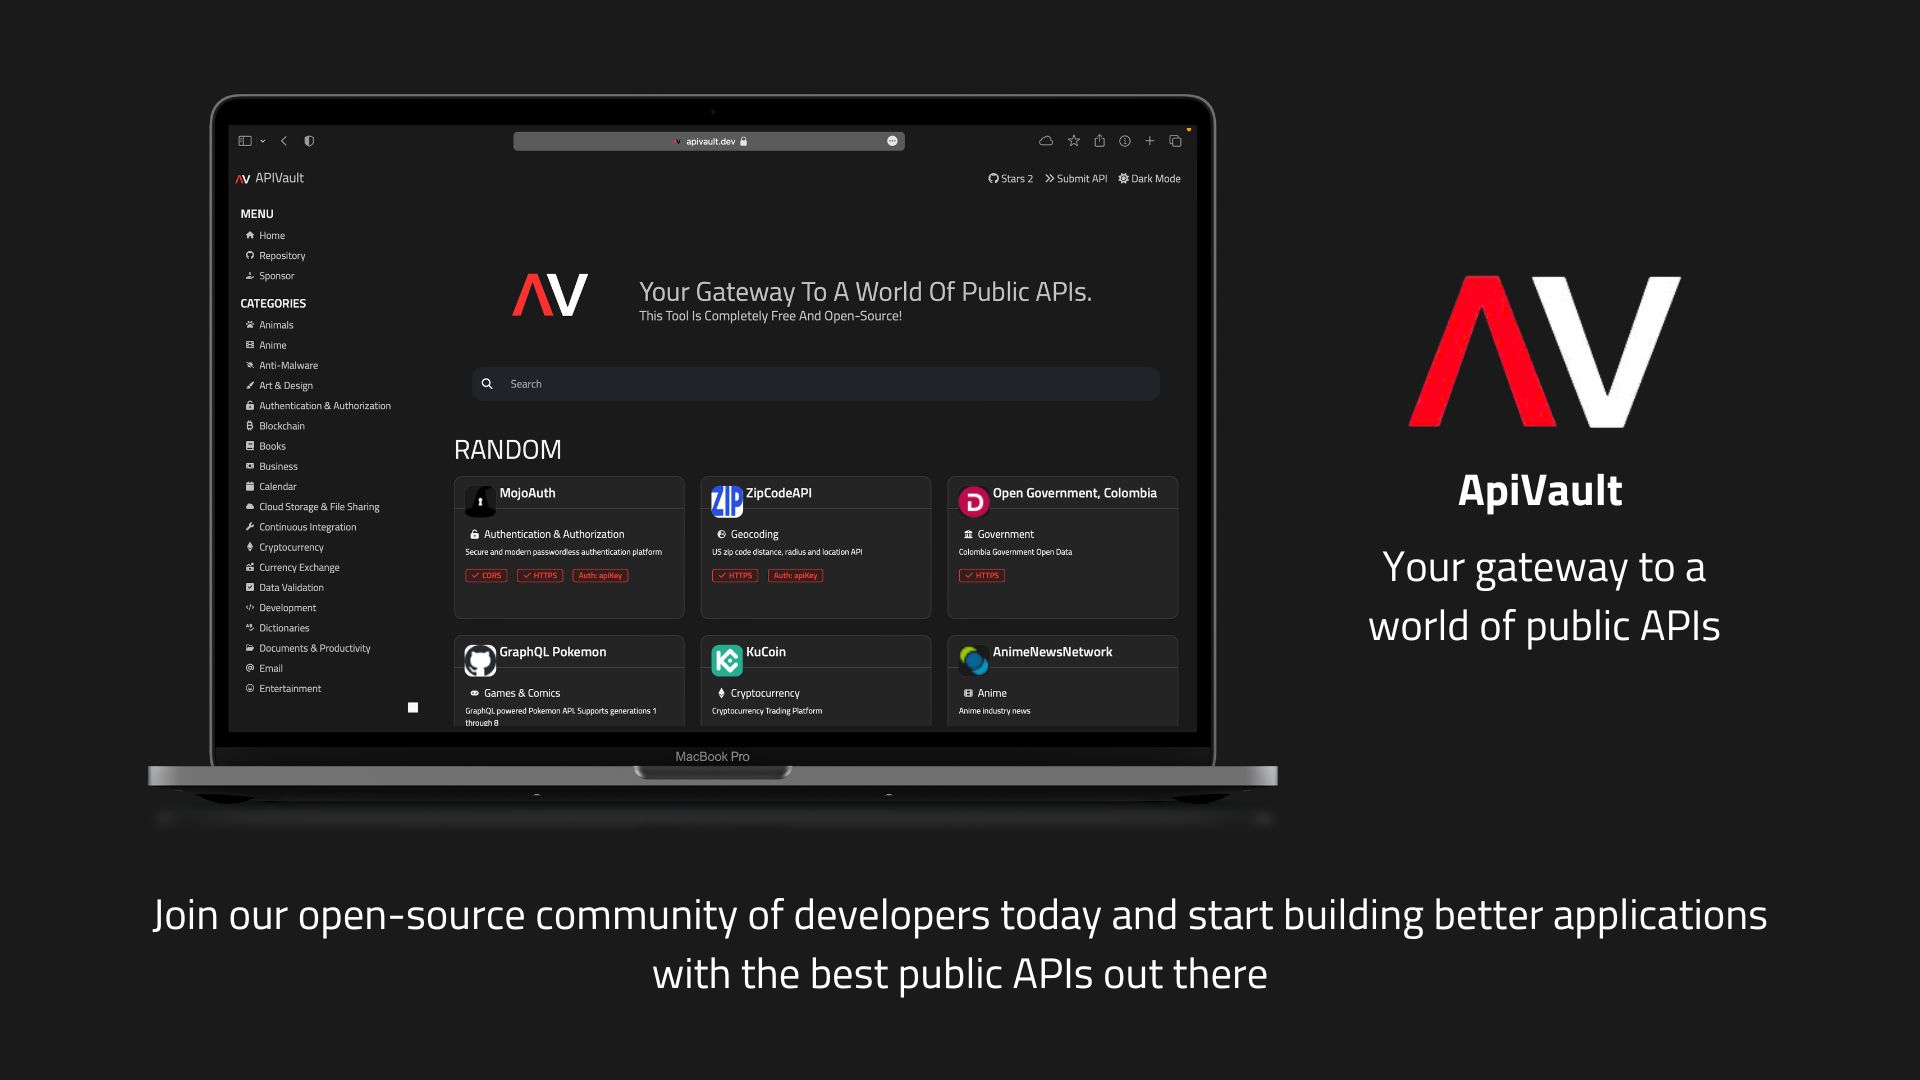 apivault.dev
APIVault
Stars 2
Submit API
Dark Mode
MENU
Home
Repository
Sponsor
CATEGORIES
Animals
Anime
Anti-Malware
Art & Design
Authentication & Authorization
Blockchain
Books
Business
Calendar
Cloud Storage & File Sharing
Continuous Integration
Cryptocurrency
Currency Exchange
Data Validation
Development
Dictionaries
Documents & Productivity
Email
Entertainment
Your Gateway To A World Of Public APIs.
This Tool Is Completely Free And Open-Source!
Search
RANDOM
MojoAuth
Authentication & Authorization
Secure and modern passwordless authentication platform
CORS
HTTPS
Auth: apiKey
ZIP
ZipCodeAPI
Geocoding
US zip code distance, radius and location API
HTTPS
Auth: apiKey
Open Government, Colombia
Government
Colombia Government Open Data
HTTPS
GraphQL Pokemon
Games & Comics
GraphQL powered Pokemon API. Supports generations 1
through 8
KuCoin
Cryptocurrency
Cryptocurrency Trading Platform
AnimeNewsNetwork
Anime
Anime industry news
MacBook Pro
ApiVault
Your gateway to a
world of public APIs
Join our open-source community of developers today and start building better applications
with the best public APIs out there